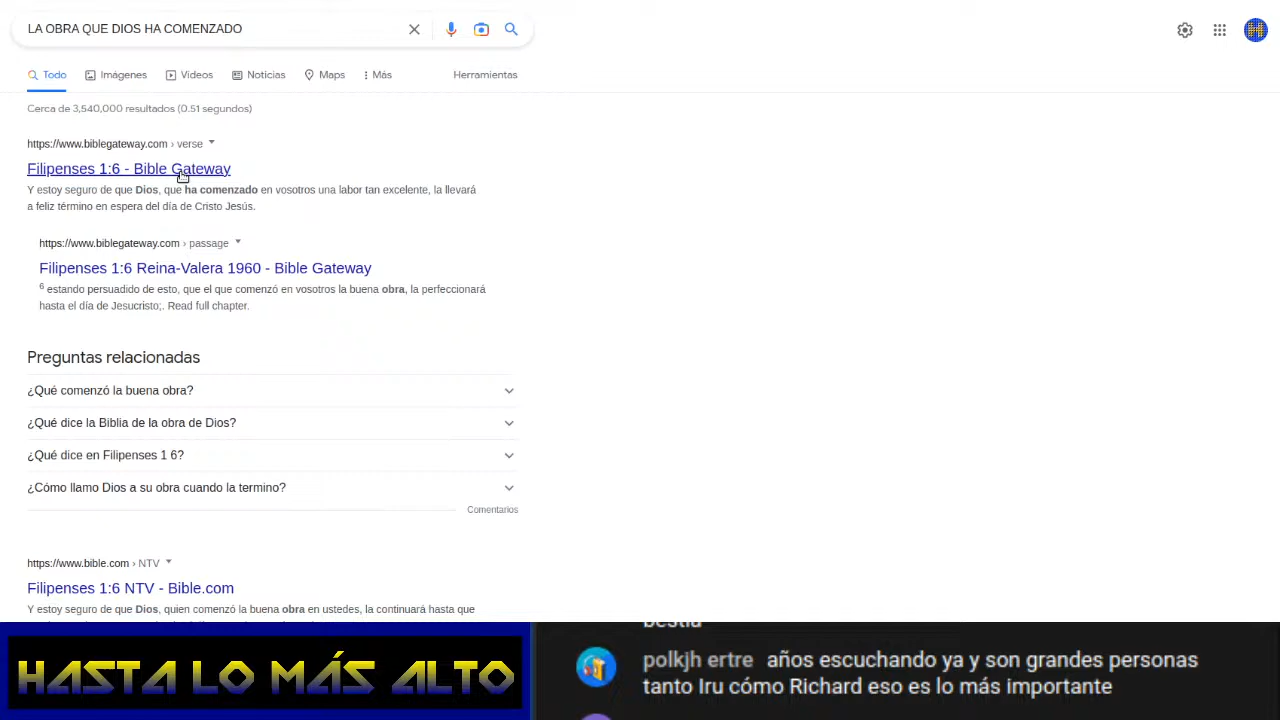 LA OBRA QUE DIOS HA COMENZADO
Todo Imágenes Videos Noticias Maps Más Herramientas
Cerca de 3,540,000 resultados (0.51 segundos)
https://www.biblegateway.com › verse
Filipenses 1:6 - Bible Gateway
Y estoy seguro de que Dios, que ha comenzado en vosotros una labor tan excelente, la llevará
a feliz término en espera del día de Cristo Jesús.
https://www.biblegateway.com › passage
Filipenses 1:6 Reina-Valera 1960 - Bible Gateway
6 estando persuadido de esto, que el que comenzó en vosotros la buena obra, la perfeccionará
hasta el día de Jesucristo;. Read full chapter.
Preguntas relacionadas
¿Qué comenzó la buena obra?
¿Qué dice la Biblia de la obra de Dios?
¿Qué dice en Filipenses 1 6?
¿Cómo llamo Dios a su obra cuando la termino?
Comentarios
https://www.bible.com › NTV
Filipenses 1:6 NTV - Bible.com
Y estoy seguro de que Dios, quien comenzó la buena obra en ustedes, la continuará hasta que
HASTA LO MÁS ALTO
bestia
polkjh ertre años escuchando ya y son grandes personas
tanto Iru cómo Richard eso es lo más importante